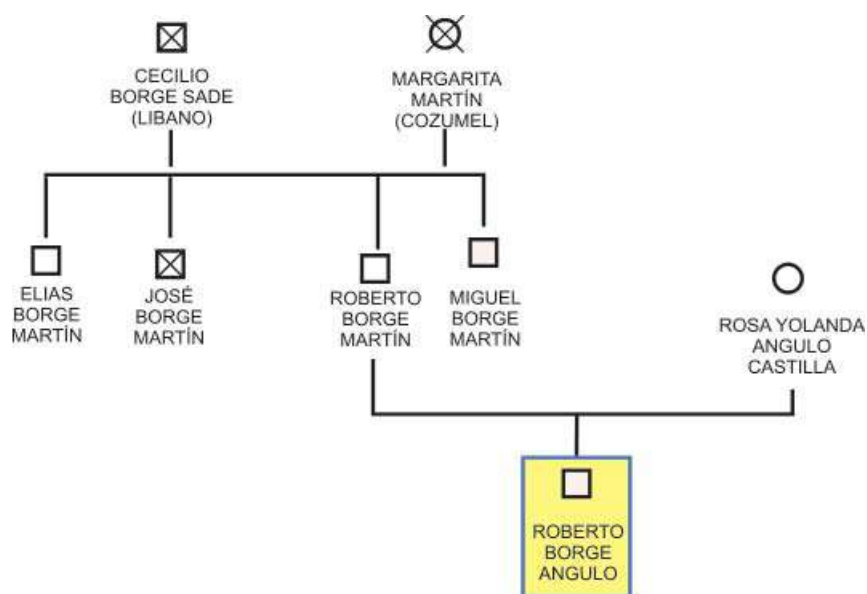 CECILIO
BORGE SADE
(LIBANO)
MARGARITA
MARTÍN
(COZUMEL)
ELIAS
BORGE
MARTÍN
JOSÉ
BORGE
MARTÍN
ROBERTO
BORGE
MARTÍN
MIGUEL
BORGE
MARTÍN
ROSA YOLANDA
ANGULO
CASTILLA
ROBERTO
BORGE
ANGULO